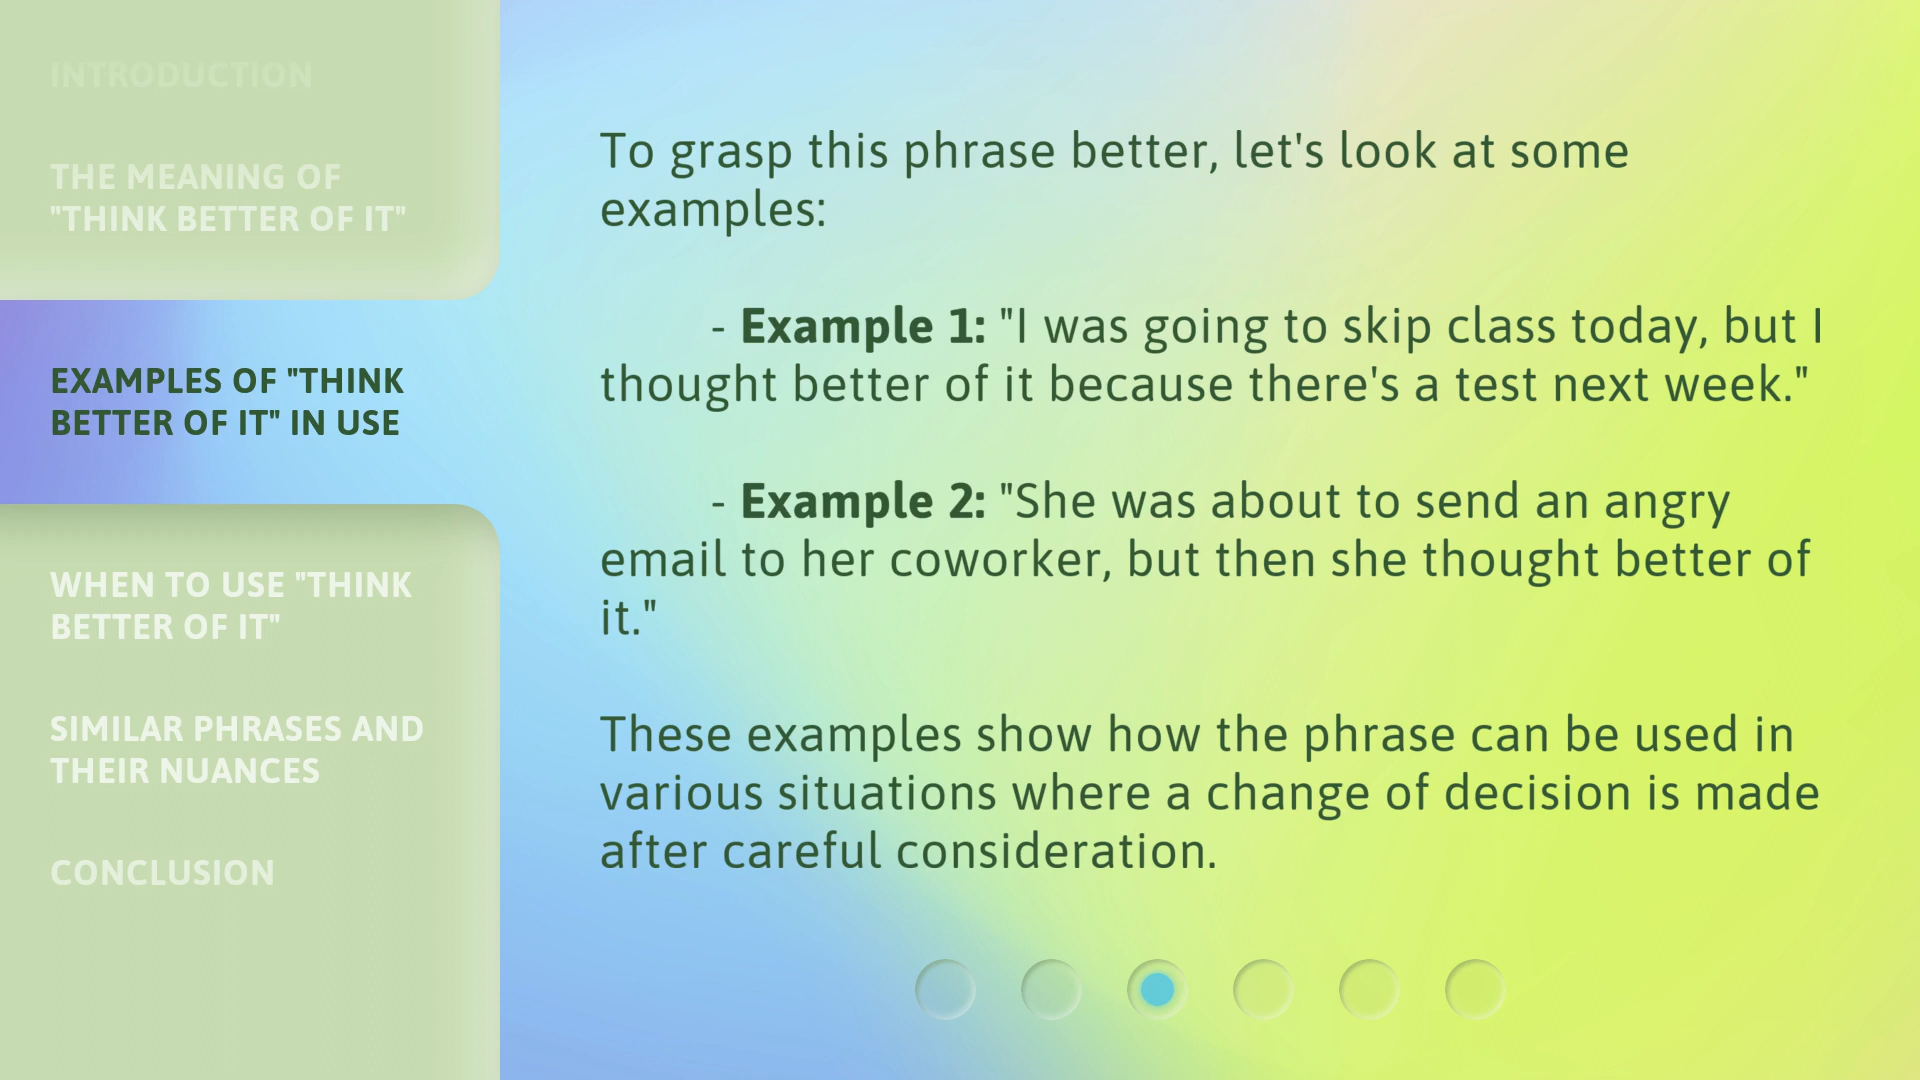 INTRODUCTION
THE MEANING OF
"THINK BETTER OF IT"
EXAMPLES OF "THINK
BETTER OF IT" IN USE
WHEN TO USE "THINK
BETTER OF IT"
SIMILAR PHRASES AND
THEIR NUANCES
CONCLUSION
To grasp this phrase better, let's look at some
examples:
- Example 1: "I was going to skip class today, but I
thought better of it because there's a test next week."
- Example 2: "She was about to send an angry
email to her coworker, but then she thought better of
it."
These examples show how the phrase can be used in
various situations where a change of decision is made
after careful consideration.